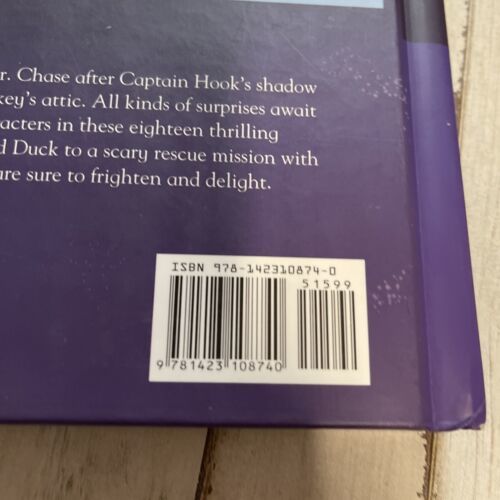 r. Chase after Captain Hook's shadow
key's attic. All kinds of surprises await
racters in these eighteen thrilling
d Duck to a scary rescue mission with
are sure to frighten and delight.
ISBN 978-142310874-0
51599
9 781423 108740